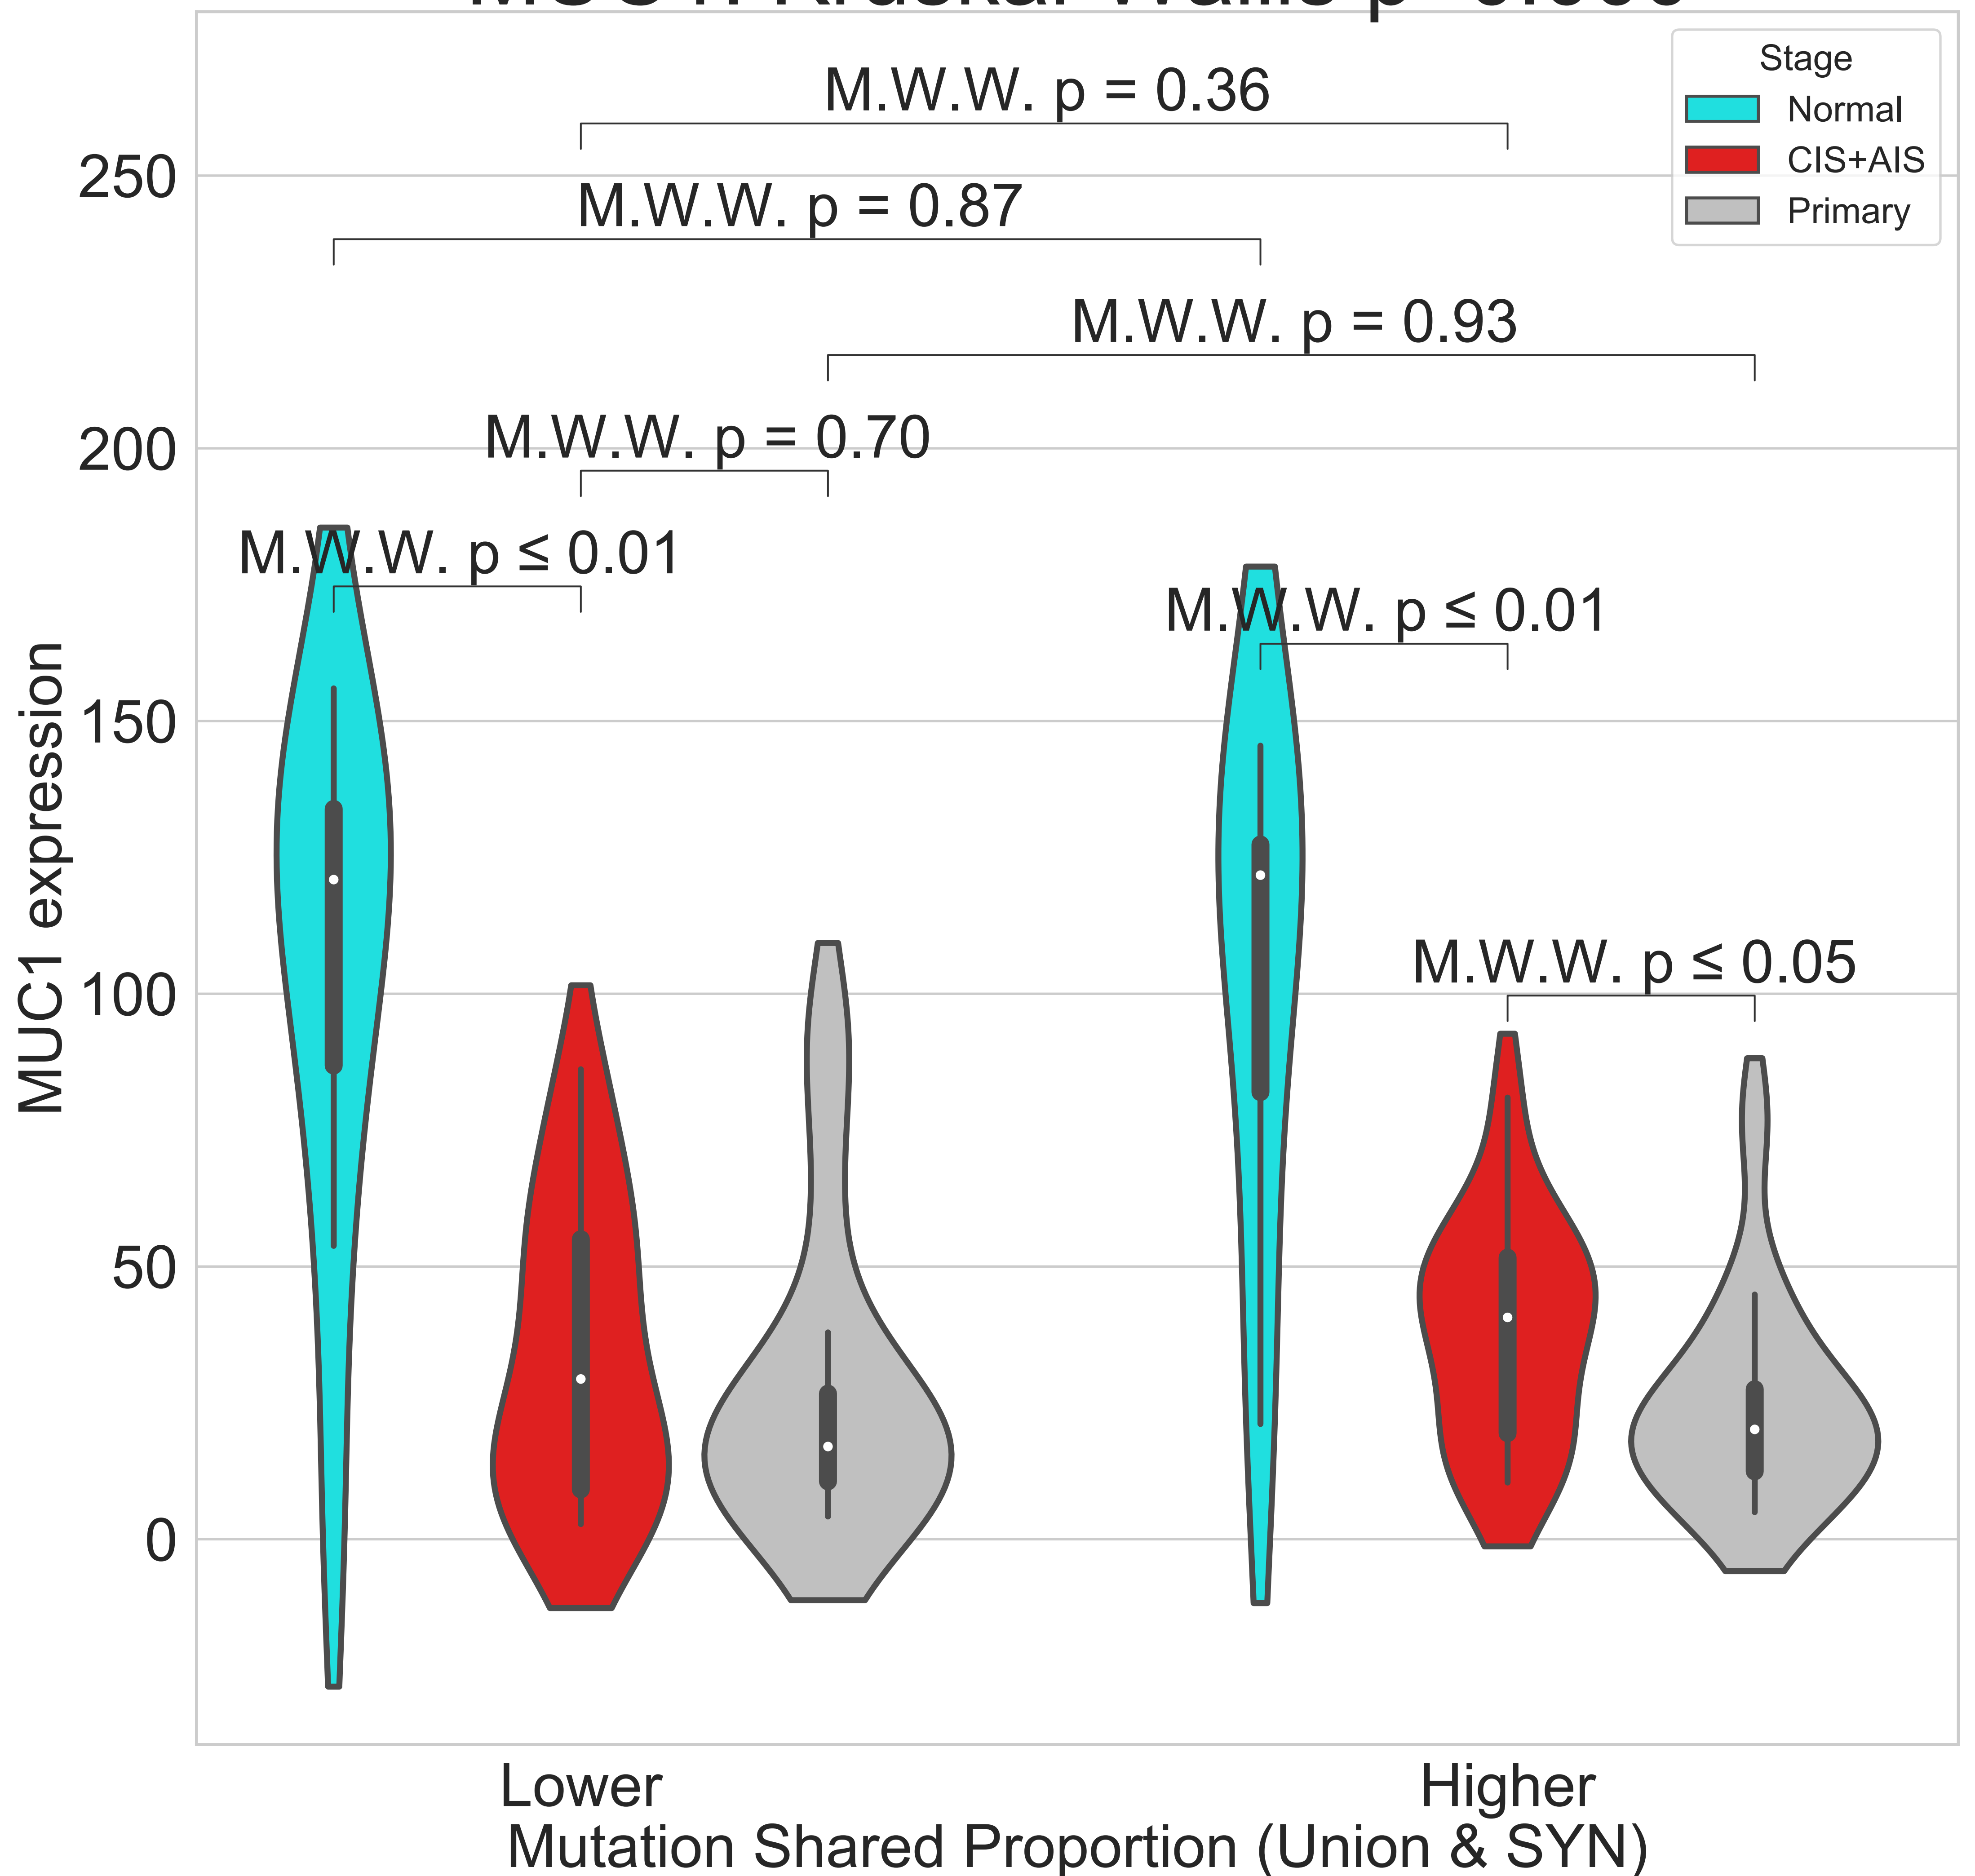 Stage
Normal
CIS+AIS
Primary
M.W.W. p = 0.36
M.W.W. p = 0.87
M.W.W. p = 0.93
M.W.W. p = 0.70
M.W.W. p ≤ 0.01
M.W.W. p ≤ 0.01
M.W.W. p ≤ 0.05
MUC1 expression
250
200
150
100
50
0
Lower
Higher
Mutation Shared Proportion (Union & SYN)